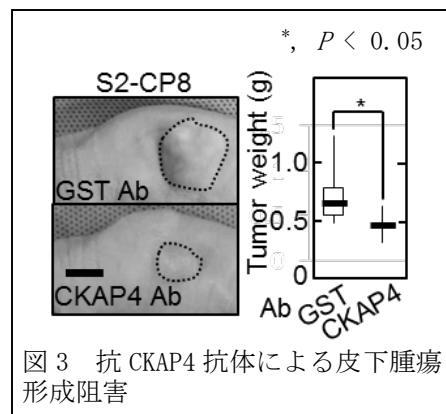 *, P < 0.05
S2-CP8
GST Ab
CKAP4 Ab
Tumor weight (g)
*
1.0
0.5
0
Ab GST CKAP4
図 3 抗 CKAP4 抗体による皮下腫瘍
形成阻害